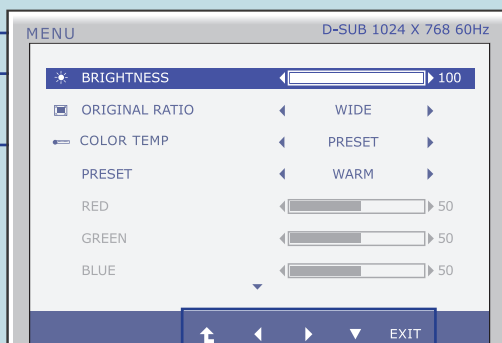 MENU D-SUB 1024 X 768 60Hz
BRIGHTNESS 100
ORIGINAL RATIO WIDE
COLOR TEMP PRESET
PRESET WARM
RED 50
GREEN 50
BLUE 50
EXIT